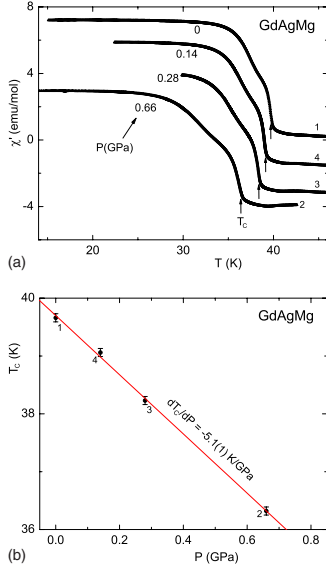 GdAgMg
8
4
0
-4
χ' (emu/mol)
0
0.14
0.28
0.66
P(GPa)
1
4
3
2
T_c
20 30 40
T (K)
(a)
GdAgMg
40
38
36
T_c (K)
1
4
3
2
dT_c/dP = -5.1(1) K/GPa
0.0 0.2 0.4 0.6 0.8
P (GPa)
(b)